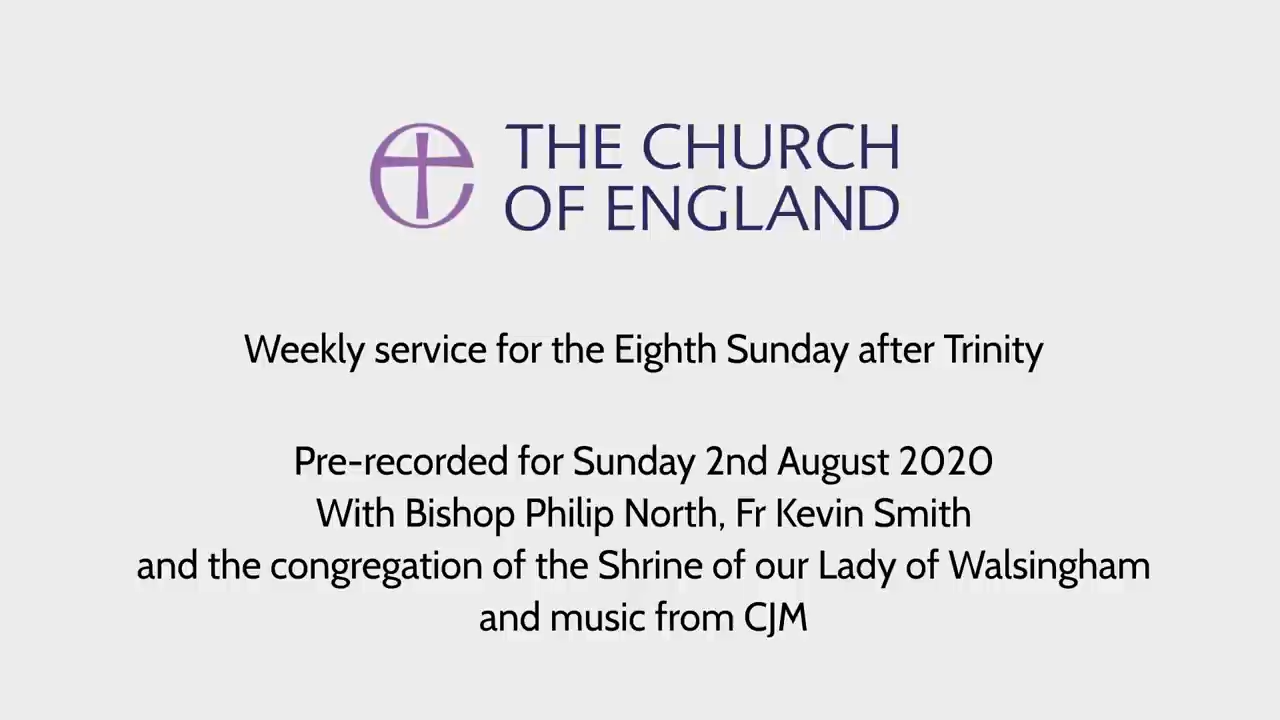 THE CHURCH
OF ENGLAND
Weekly service for the Eighth Sunday after Trinity
Pre-recorded for Sunday 2nd August 2020
With Bishop Philip North, Fr Kevin Smith
and the congregation of the Shrine of our Lady of Walsingham
and music from CJM